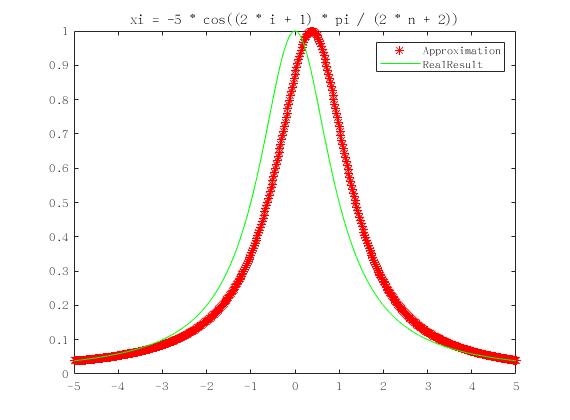 xi = -5 * cos((2 * i + 1) * pi / (2 * n + 2))
Approximation
RealResult
1
0.9
0.8
0.7
0.6
0.5
0.4
0.3
0.2
0.1
0
-5 -4 -3 -2 -1 0 1 2 3 4 5